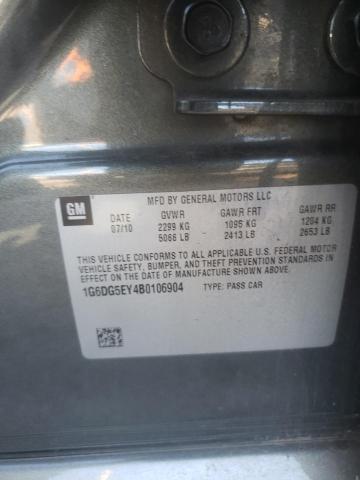 MFD BY GENERAL MOTORS LLC
GM
DATE GVWR GAWR FRT GAWR RR
07/10 2299 KG 1095 KG 1204 KG
5066 LB 2413 LB 2653 LB
THIS VEHICLE CONFORMS TO ALL APPLICABLE U.S. FEDERAL MOTOR
VEHICLE SAFETY, BUMPER, AND THEFT PREVENTION STANDARDS IN
EFFECT ON THE DATE OF MANUFACTURE SHOWN ABOVE.
1G6DG5EY4B0106904 TYPE: PASS CAR